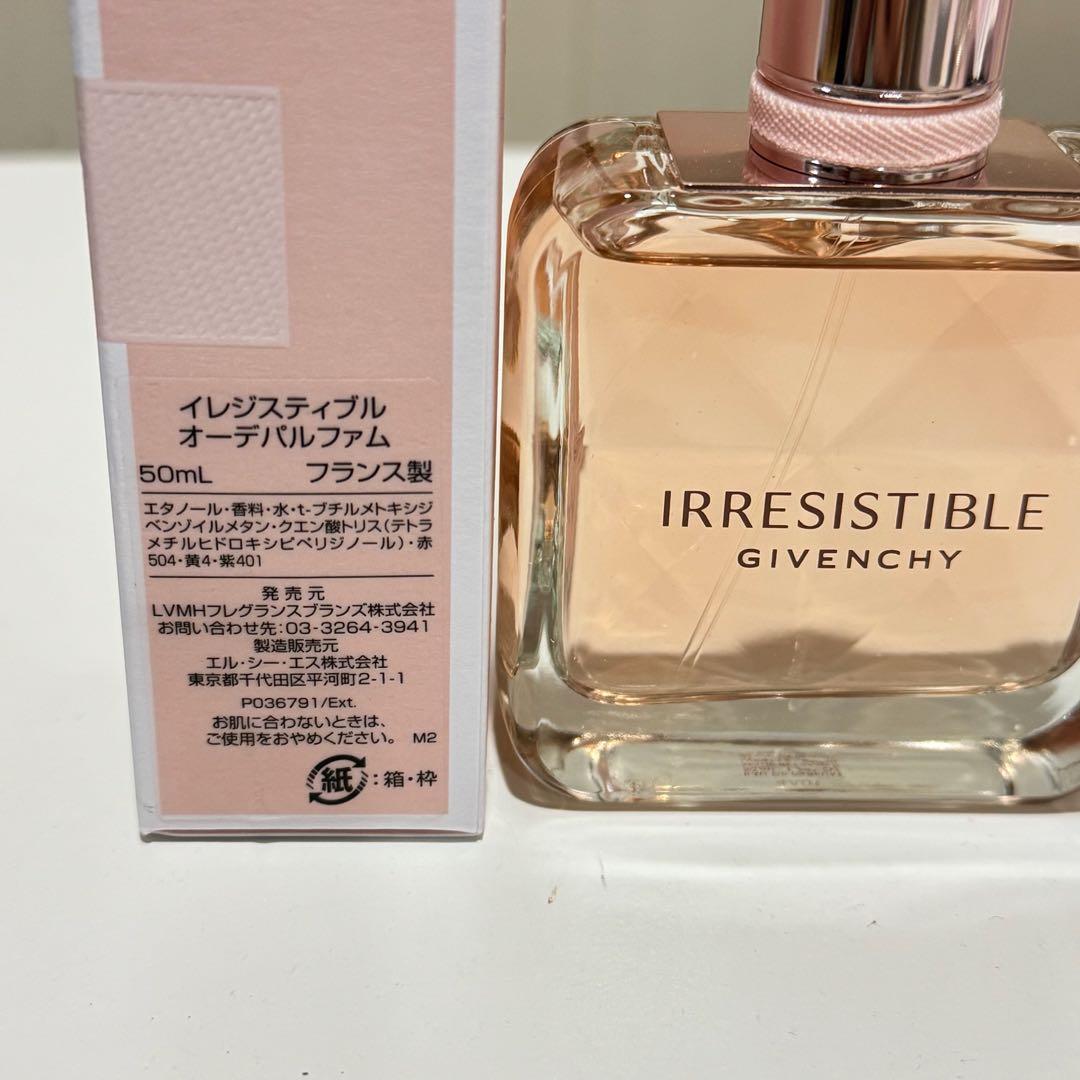 イレジスティブル
オーデパルファム
50mL フランス製
エタノール・香料・水・t-ブチルメトキシジ
ベンゾイルメタン・クエン酸トリス(テトラ
メチルヒドロキシピペリジノール)・赤
504・黄4・紫401
発売元
LVMHフレグランスブランズ株式会社
お問い合わせ先:03-3264-3941
製造販売元
エル・シー・エス株式会社
東京都千代田区平河町2-1-1
P036791/Ext.
お肌に合わないときは、
ご使用をおやめください。 M2
紙:箱・枠
IRRESISTIBLE
GIVENCHY